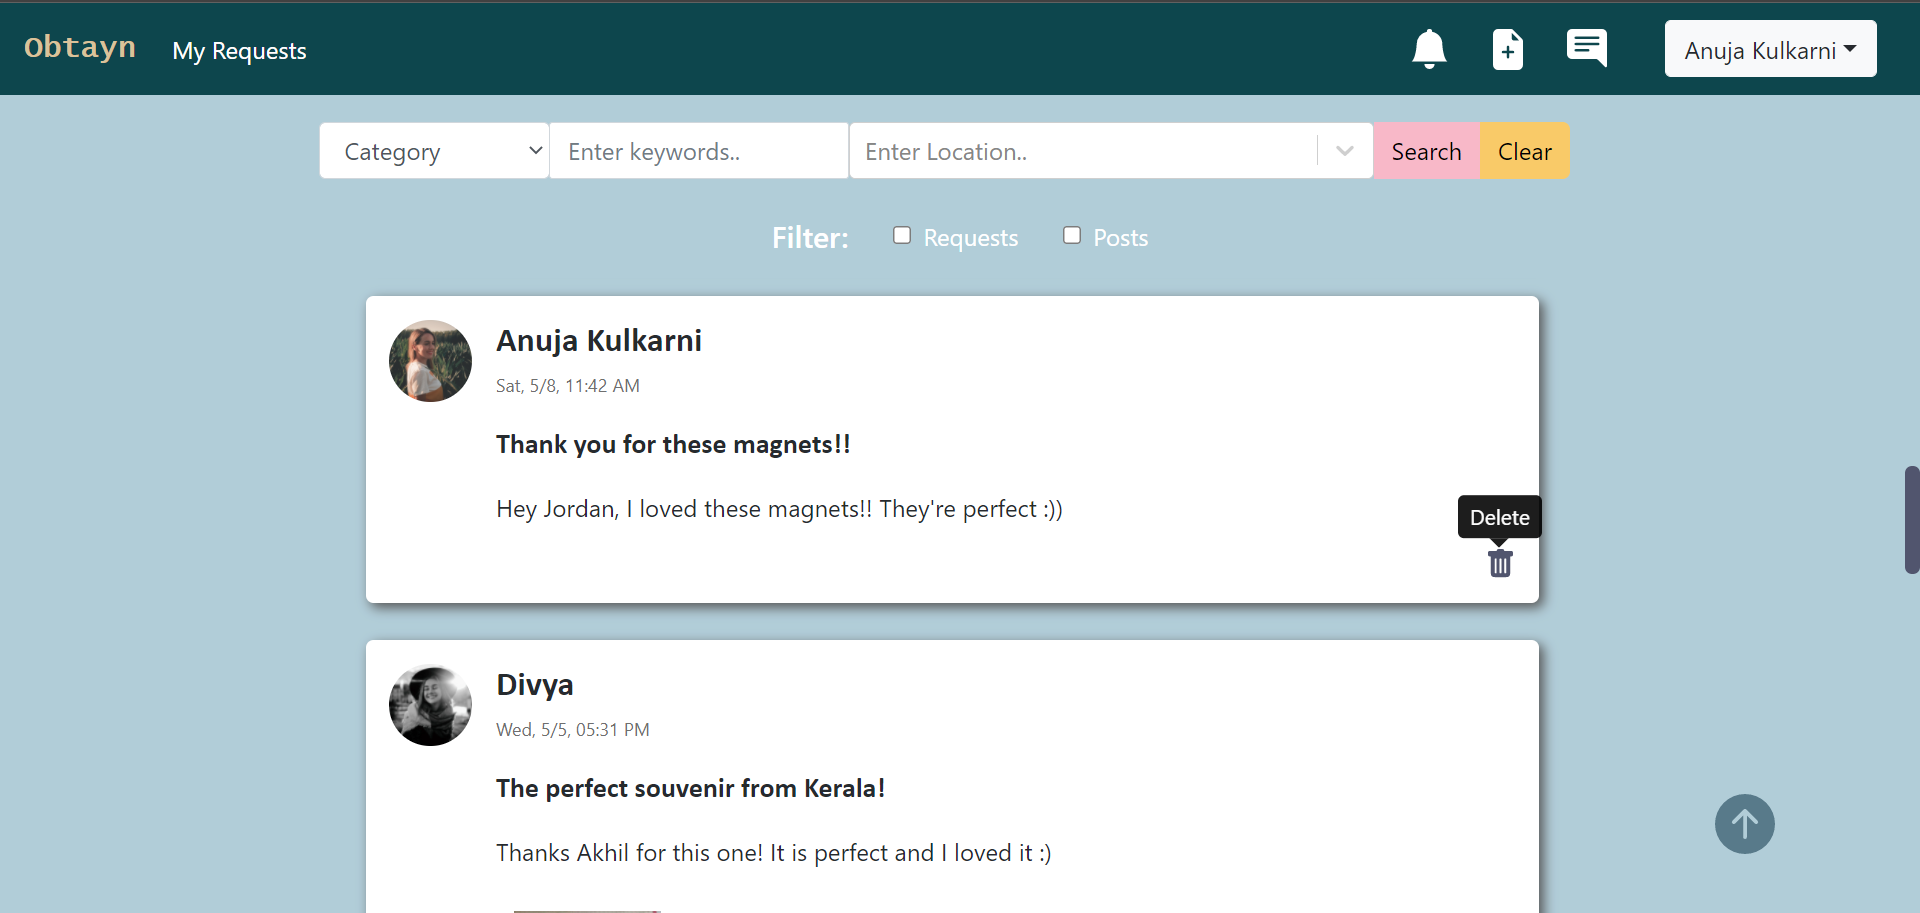 Obtayn
My Requests
Anuja Kulkarni
Category
Enter keywords..
Enter Location..
Search
Clear
Filter:
Requests
Posts
Anuja Kulkarni
Sat, 5/8, 11:42 AM
Thank you for these magnets!!
Hey Jordan, I loved these magnets!! They're perfect :))
Delete
Divya
Wed, 5/5, 05:31 PM
The perfect souvenir from Kerala!
Thanks Akhil for this one! It is perfect and I loved it :)